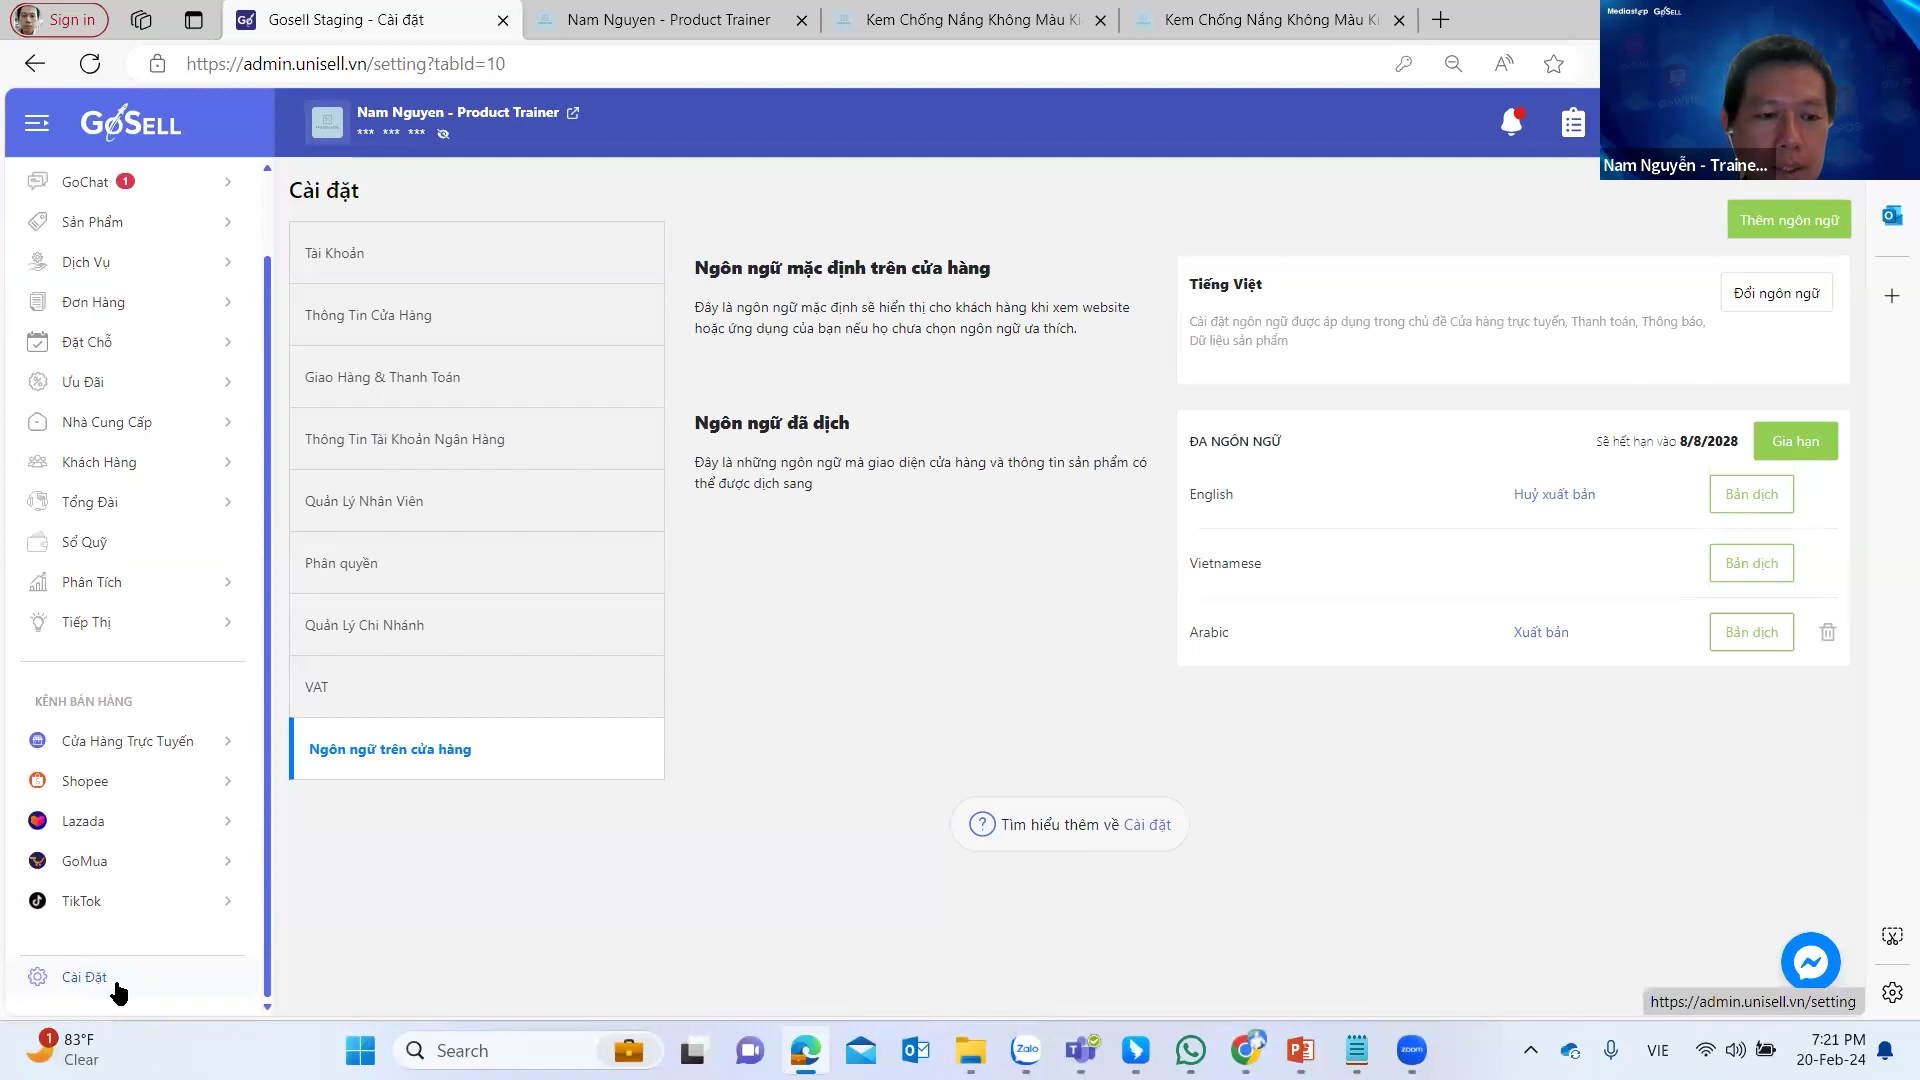 Sign in
Gosell Staging - Cài đặt
Nam Nguyen - Product Trainer
Kem Chống Nắng Không Màu Ki
Kem Chống Nắng Không Màu Ki
https://admin.unisell.vn/setting?tabId=10
Mediastep GoSELL
Nam Nguyễn - Traine...
GoSELL
Nam Nguyen - Product Trainer
*** *** ***
GoChat 1
Sản Phẩm
Dịch Vụ
Đơn Hàng
Đặt Chỗ
Ưu Đãi
Nhà Cung Cấp
Khách Hàng
Tổng Đài
Sổ Quỹ
Phân Tích
Tiếp Thị
KÊNH BÁN HÀNG
Cửa Hàng Trực Tuyến
Shopee
Lazada
GoMua
TikTok
Cài Đặt
Cài đặt
Tài Khoản
Thông Tin Cửa Hàng
Giao Hàng & Thanh Toán
Thông Tin Tài Khoản Ngân Hàng
Quản Lý Nhân Viên
Phân quyền
Quản Lý Chi Nhánh
VAT
Ngôn ngữ trên cửa hàng
Thêm ngôn ngữ
Ngôn ngữ mặc định trên cửa hàng
Đây là ngôn ngữ mặc định sẽ hiển thị cho khách hàng khi xem website
hoặc ứng dụng của bạn nếu họ chưa chọn ngôn ngữ ưa thích.
Tiếng Việt
Đổi ngôn ngữ
Cài đặt ngôn ngữ được áp dụng trong chủ đề Cửa hàng trực tuyến, Thanh toán, Thông báo,
Dữ liệu sản phẩm
Ngôn ngữ đã dịch
Đây là những ngôn ngữ mà giao diện cửa hàng và thông tin sản phẩm có
thể được dịch sang
ĐA NGÔN NGỮ
Sẽ hết hạn vào 8/8/2028
Gia hạn
English
Huỷ xuất bản
Bản dịch
Vietnamese
Bản dịch
Arabic
Xuất bản
Bản dịch
? Tìm hiểu thêm về Cài đặt
https://admin.unisell.vn/setting
1
83°F
Clear
Search
Zalo
zoom
VIE
7:21 PM
20-Feb-24